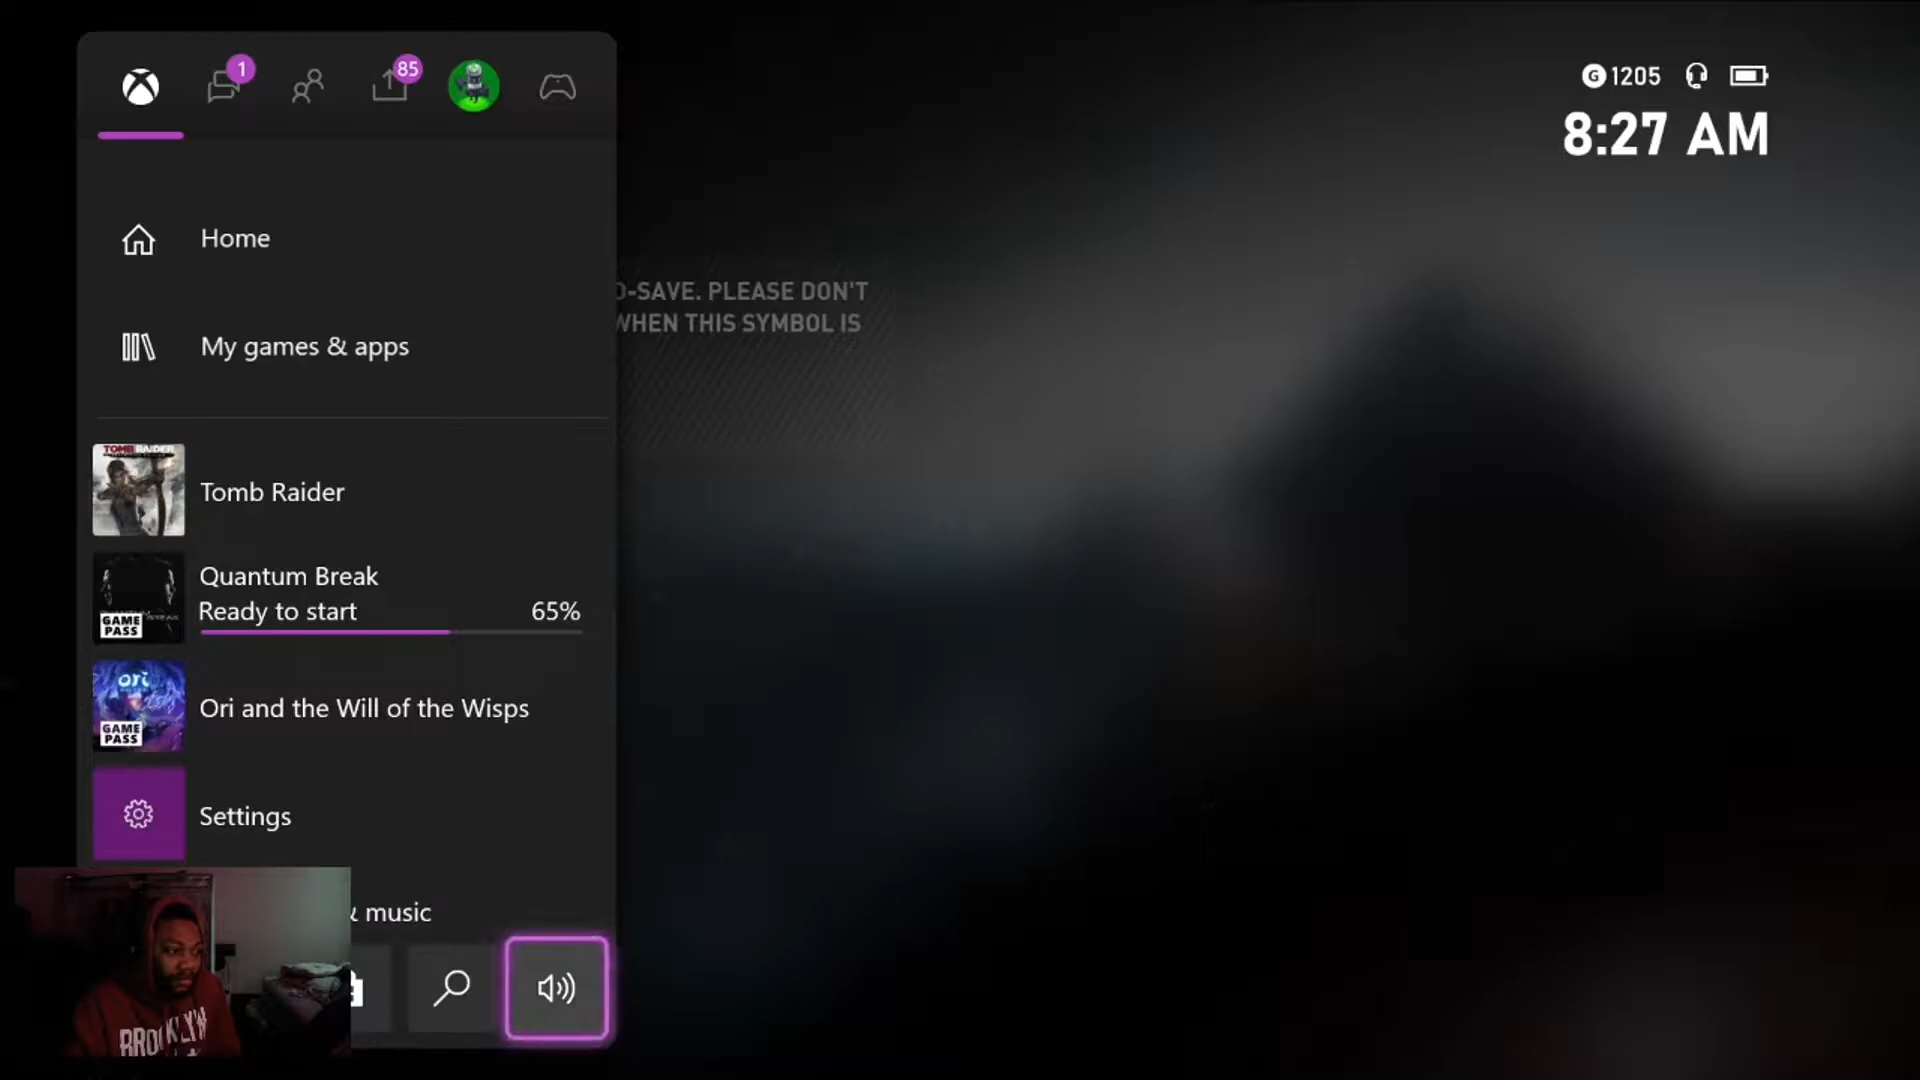 1
85
G 1205
8:27 AM
Home
O-SAVE. PLEASE DON'T
WHEN THIS SYMBOL IS
My games & apps
TOMB RAIDER
Tomb Raider
Quantum Break
Ready to start
65%
GAME
PASS
ori
Ori and the Will of the Wisps
GAME
PASS
Settings
& music
BROOKLYN